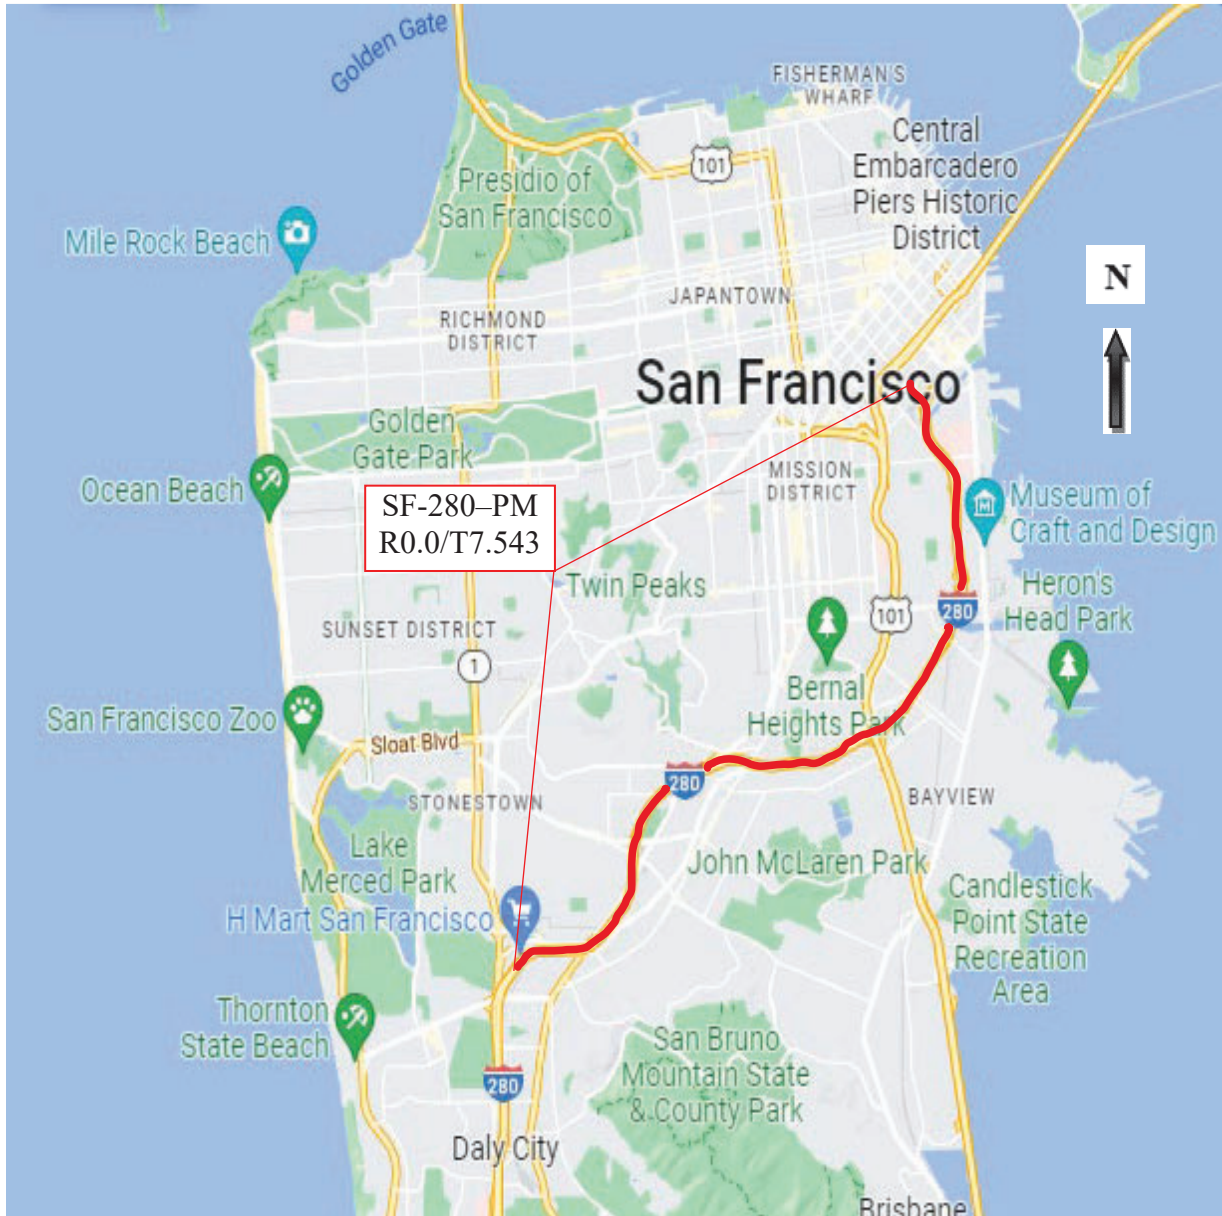 Golden Gate
FISHERMAN'S
WHARF
Central
Embarcadero
Piers Historic
District
101
Presidio of
San Francisco
Mile Rock Beach
N
JAPANTOWN
RICHMOND
DISTRICT
San Francisco
Golden
Gate Park
MISSION
DISTRICT
Ocean Beach
SF-280–PM
R0.0/T7.543
Museum of
Craft and Design
Twin Peaks
Heron's
Head Park
280
101
SUNSET DISTRICT
1
Bernal
Heights Park
San Francisco Zoo
Sloat Blvd
280
STONESTOWN
BAYVIEW
Lake
Merced Park
John McLaren Park
H Mart San Francisco
Candlestick
Point State
Recreation
Area
Thornton
State Beach
San Bruno
Mountain State
& County Park
280
Daly City
Brisbane